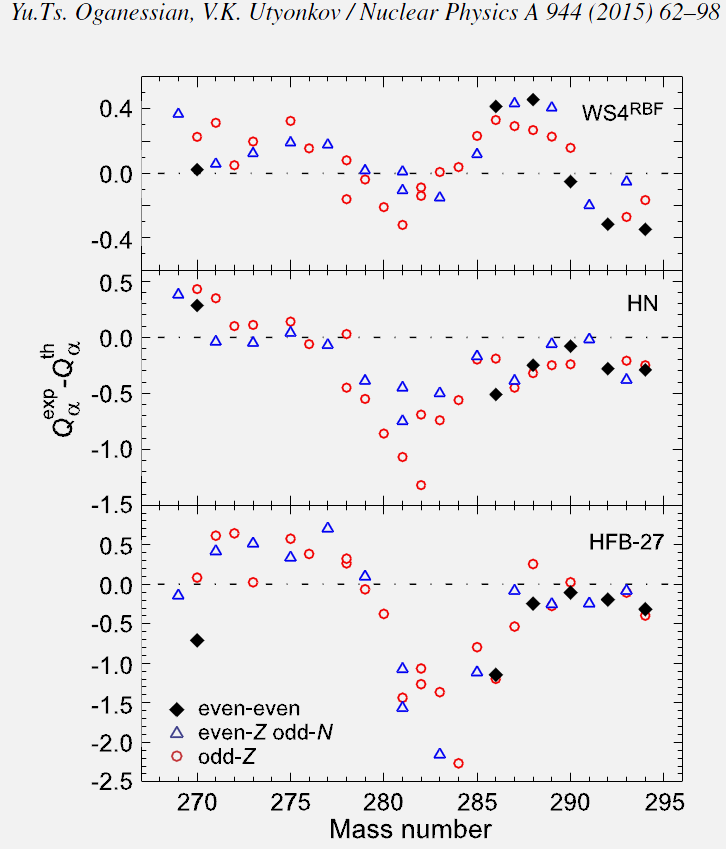 Yu.Ts. Oganessian, V.K. Utyonkov / Nuclear Physics A 944 (2015) 62–98
0.4
WS4RBF
0.0
-0.4
0.5
HN
0.0
-0.5
-1.0
-1.5
Qαexp-Qαth
0.5
HFB-27
0.0
-0.5
-1.0
-1.5
-2.0
-2.5
even-even
even-Z odd-N
odd-Z
270 275 280 285 290 295
Mass number